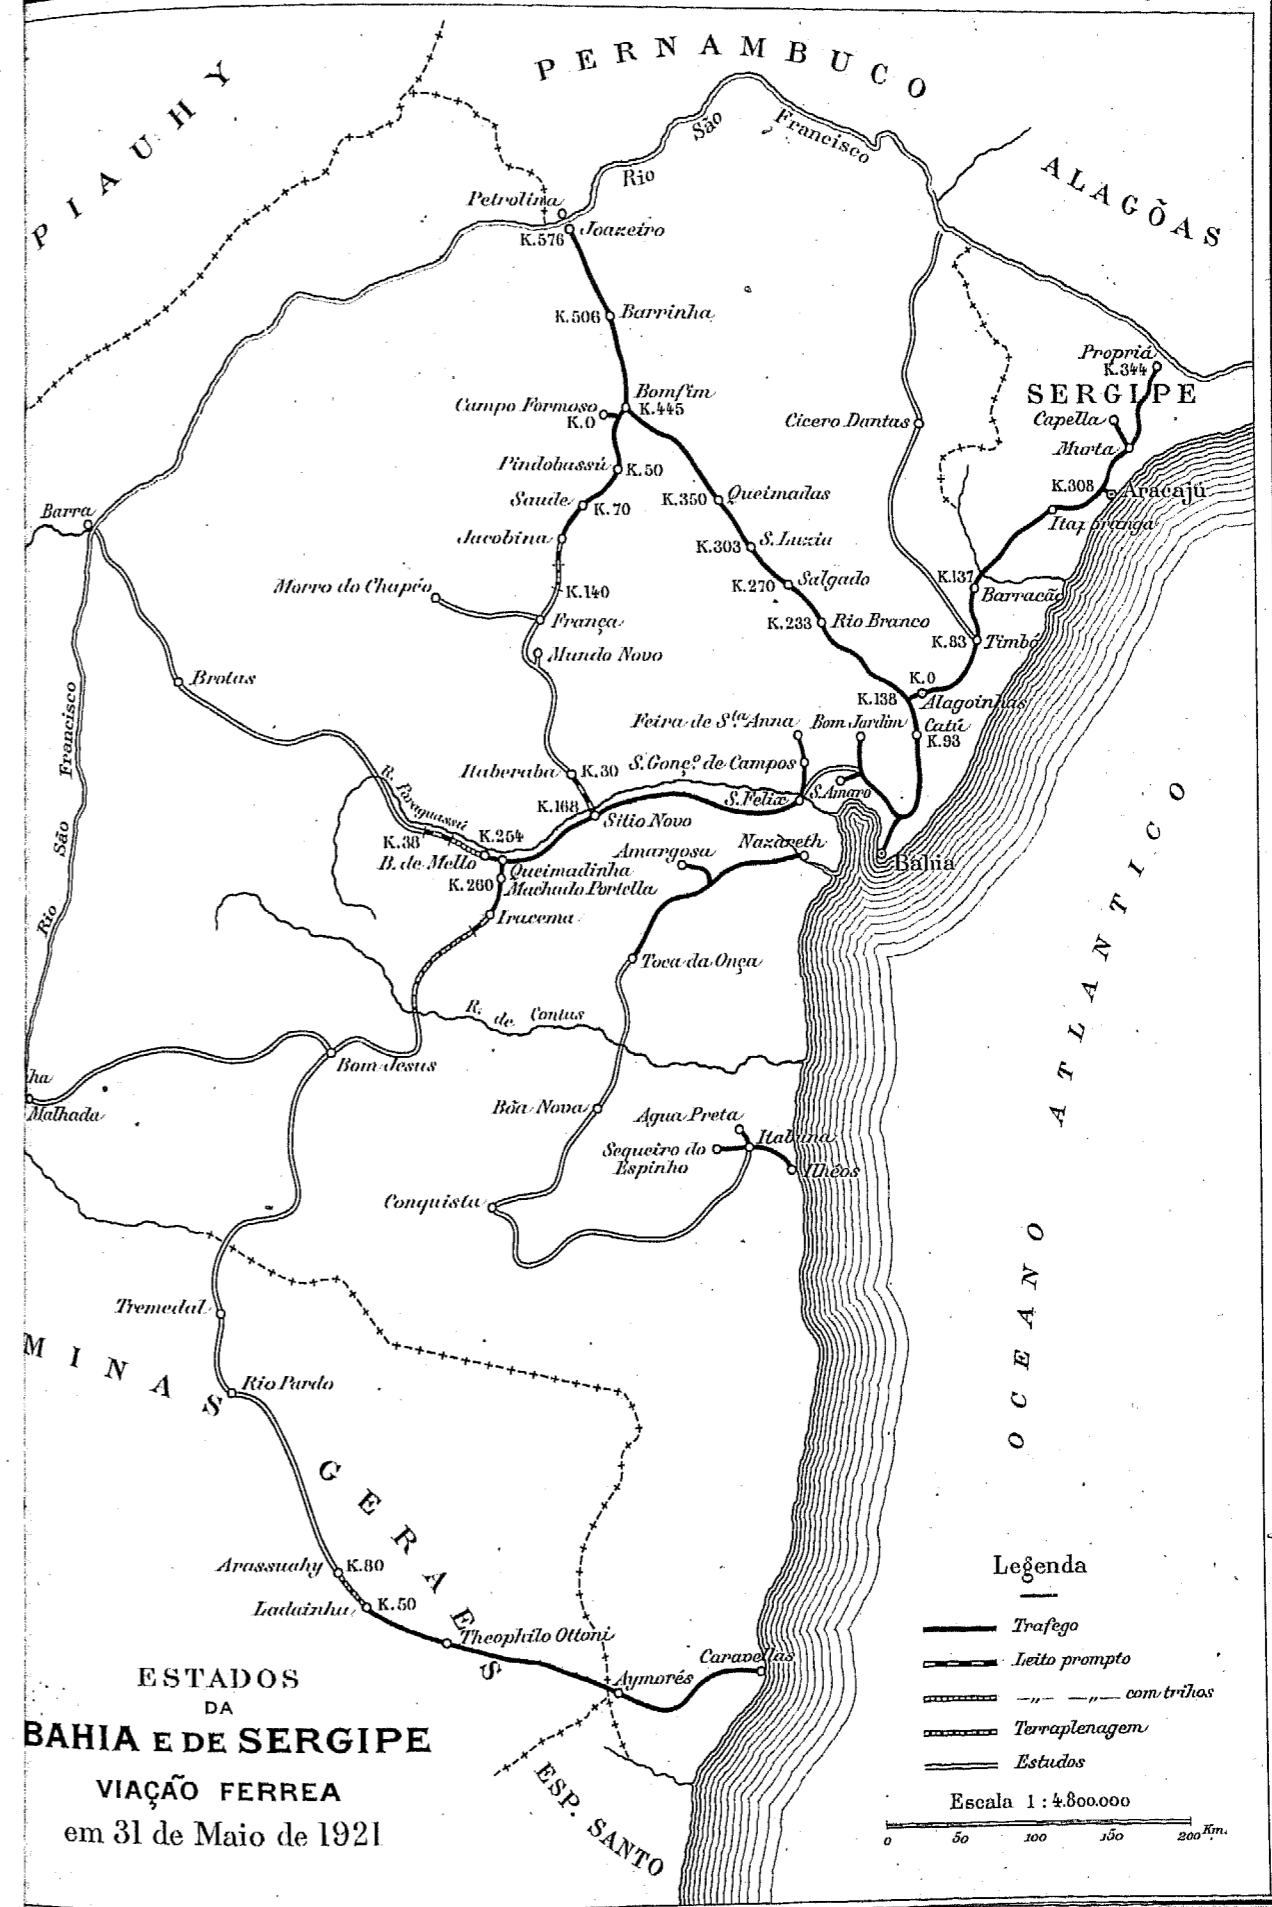 PERNAMBUCO
PIAUHY
ALAGÔAS
Rio São Francisco
Petrolina
K.576 Joazeiro
K.506 Barrinha
Propriá
K.344
SERGIPE
Bomfim
K.445
Campo Formoso
K.0
Capella
Cicero Dantas
Murta
Pindobassú K.50
K.308
Aracajú
Saude K.70
K.350 Queimadas
Itaporanga
Barra
Jacobina
K.303 S. Luzia
K.137
Barracão
Morro do Chapéo
K.140
K.270 Salgado
França
K.233 Rio Branco
K.83 Timbó
Mundo Novo
Brotas
K.0
K.138 Alagoinhas
Feira de Sta. Anna
Bom Jardim
Catú
K.93
Rio São Francisco
Itaberaba K.30
S. Gonço. de Campos
R. Paraguassú
S. Amaro
K.168
S. Felix
Sitio Novo
K.38
K.254
B. de Mello
Queimadinha
Amargosa
Nazareth
Bahia
K.260 Machado Portella
Iracema
Toca da Onça
R. de Contas
Bom Jesus
ha
Malhada
Bôa Nova
Agua Preta
Itabuna
Sequeiro do
Espinho
Ilhéos
Conquista
OCEANO ATLANTICO
Tremedal
MINAS GERAES
Rio Pardo
Arassuahy K.80
Ladainha K.50
Theophilo Ottoni
Caravellas
Aymorés
ESP. SANTO
ESTADOS
DA
BAHIA E DE SERGIPE
VIAÇÃO FERREA
em 31 de Maio de 1921
Legenda
Trafego
Leito prompto
—„— —„— com trilhos
Terraplenagem
Estudos
Escala 1 : 4.800.000
0 50 100 150 200 Km.